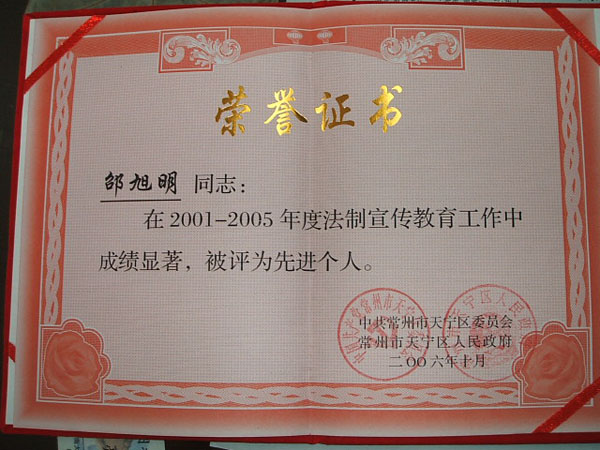 荣誉证书
邵旭明 同志：
在2001-2005年度法制宣传教育工作中
成绩显著，被评为先进个人。
中共常州市天宁区委员会
常州市天宁区人民政府
二〇〇六年十月